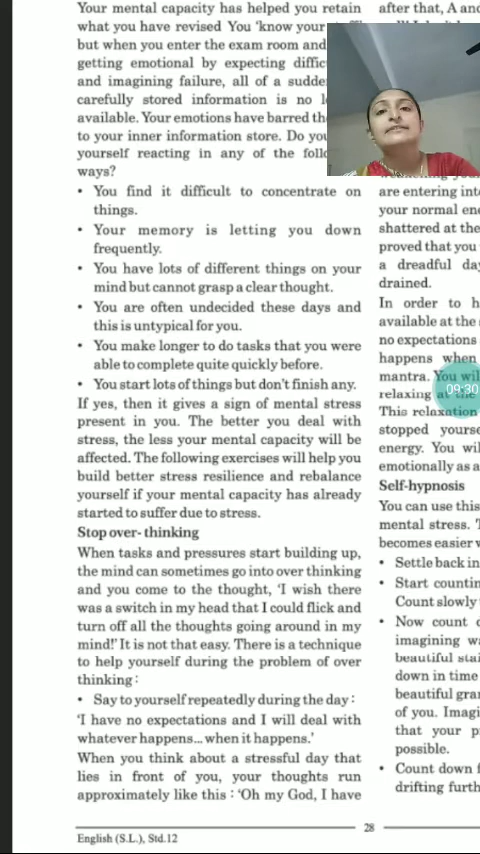 Your mental capacity has helped you retain
what you have revised You 'know your
but when you enter the exam room and
getting emotional by expecting
and imagining failure, all of a
carefully stored information is no
available. Your emotions have barred
to your inner information store. Do
yourself reacting in any of the
ways?
• You find it difficult to concentrate on
things.
• Your memory is letting you down
frequently.
• You have lots of different things on your
mind but cannot grasp a clear thought.
• You are often undecided these days and
this is untypical for you.
• You make longer to do tasks that you were
able to complete quite quickly before.
• You start lots of things but don't finish any.
If yes, then it gives a sign of mental stress
present in you. The better you deal with
stress, the less your mental capacity will be
affected. The following exercises will help you
build better stress resilience and rebalance
yourself if your mental capacity has already
started to suffer due to stress.
Stop over- thinking
When tasks and pressures start building up,
the mind can sometimes go into over thinking
and you come to the thought, 'I wish there
was a switch in my head that I could flick and
turn off all the thoughts going around in my
mind!' It is not that easy. There is a technique
to help yourself during the problem of over
thinking :
• Say to yourself repeatedly during the day :
'I have no expectations and I will deal with
whatever happens... when it happens.'
When you think about a stressful day that
lies in front of you, your thoughts run
approximately like this : 'Oh my God, I have
after that, A
are entering
your normal
shattered at the
proved that you
a dreadful
drained.
In order to
available at the
no expectations
happens when
mantra. You
relaxing at the
09:30
This relaxation
stopped
energy. You
emotionally as a
Self-hypnosis
You can use this
mental stress.
becomes easier
• Settle back in
• Start
Count slowly
• Now count
imagining
beautiful
down in time
beautiful
of you.
that your
possible.
• Count down
drifting
28
English (S.L.), Std.12